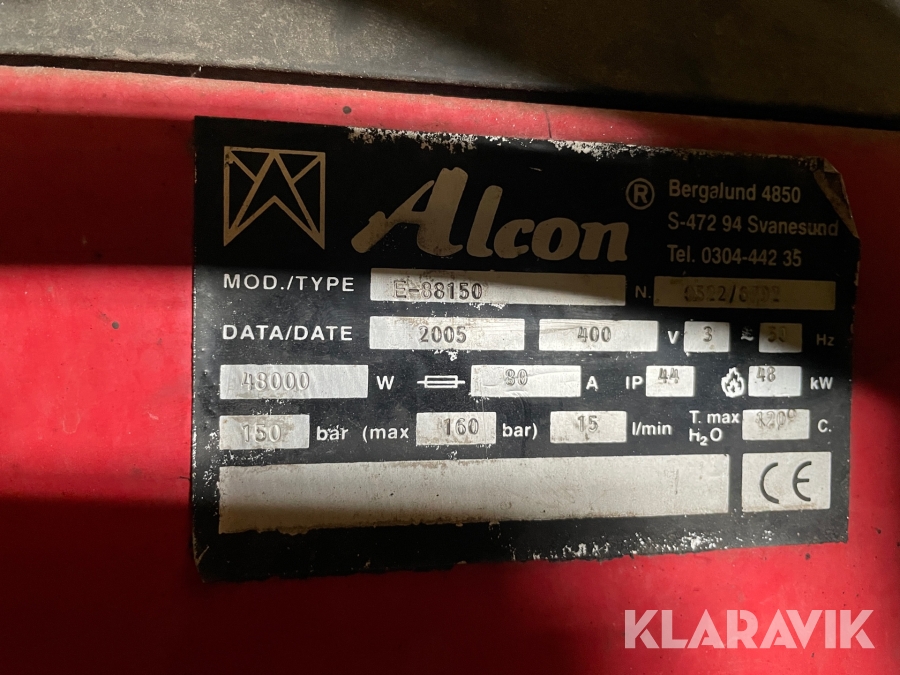 Alcon ®
Bergalund 4850
S-472 94 Svanesund
Tel. 0304-442 35
MOD./TYPE E-88150 N.
DATA/DATE 2005 400 V 3 ~ 50 Hz
48000 W 80 A IP 44 48 kW
150 bar (max 160 bar) 15 l/min T. max H2O C.
CE
KLARAVIK